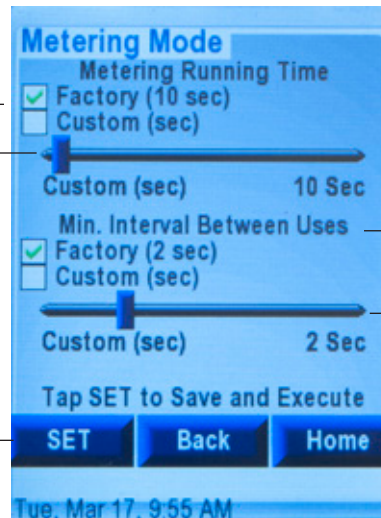 Metering Mode
Metering Running Time
Factory (10 sec)
Custom (sec)
Custom (sec) 10 Sec
Min. Interval Between Uses
Factory (2 sec)
Custom (sec)
Custom (sec) 2 Sec
Tap SET to Save and Execute
SET Back Home
Tue, Mar 17, 9:55 AM